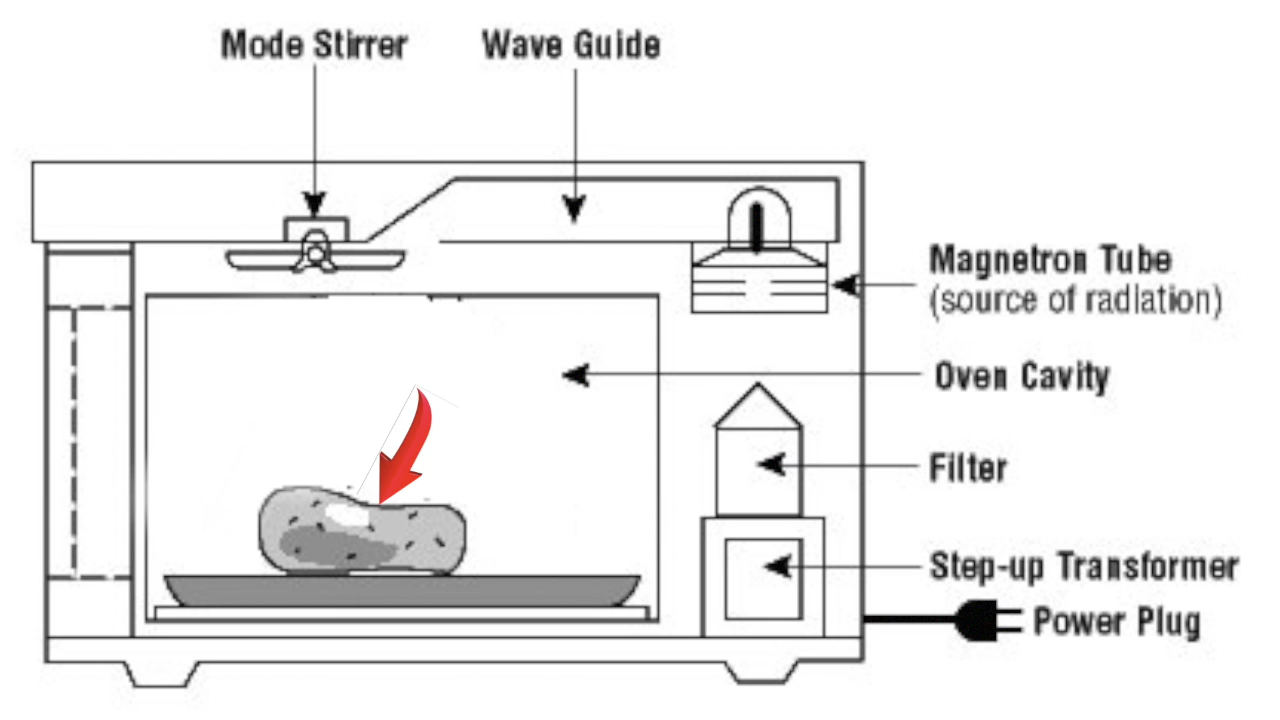 Mode Stirrer
Wave Guide
Magnetron Tube
(source of radiation)
Oven Cavity
Filter
Step-up Transformer
Power Plug